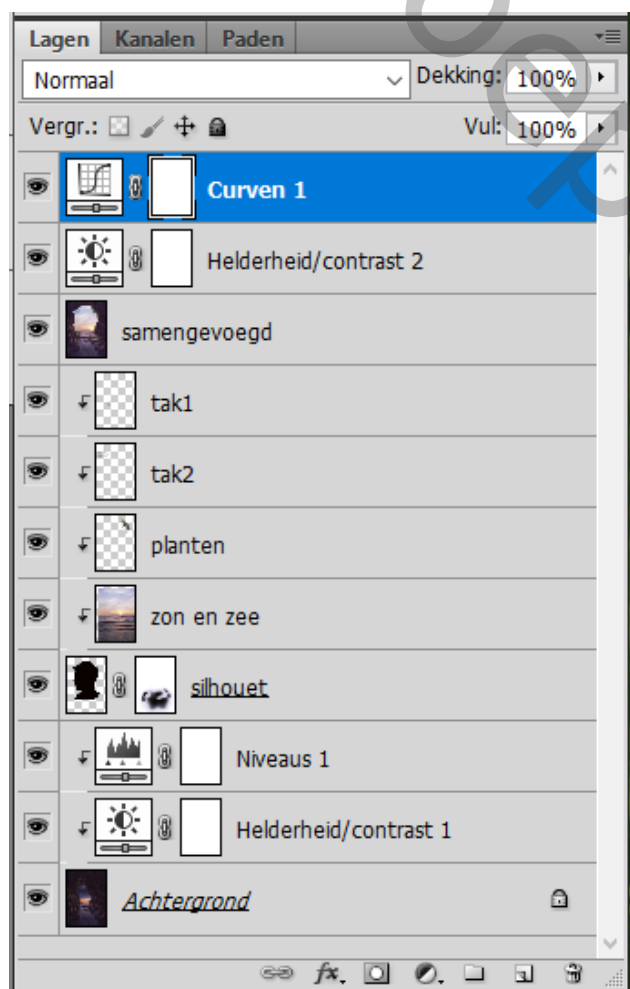 Lagen Kanalen Paden
Normaal Dekking: 100%
Vergr.: Vul: 100%
Curven 1
Helderheid/contrast 2
samengevoegd
tak1
tak2
planten
zon en zee
silhouet
Niveaus 1
Helderheid/contrast 1
Achtergrond
fx.